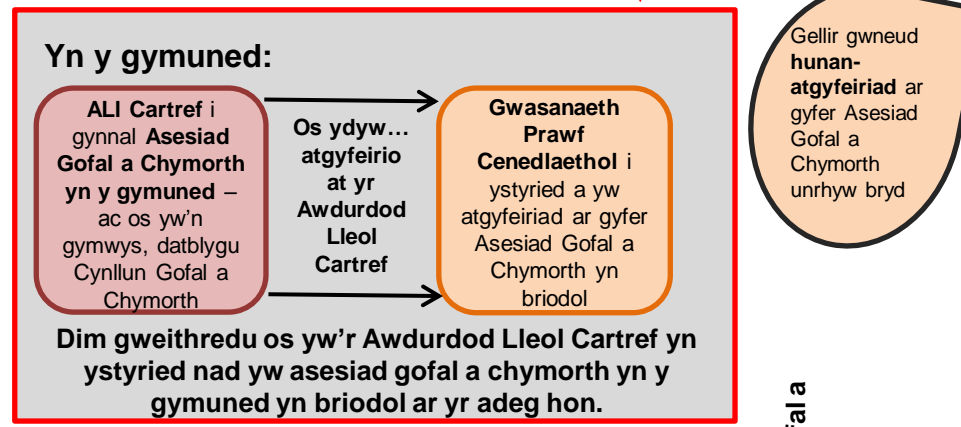 Yn y gymuned:
ALI Cartref i
gynnal Asesiad
Gofal a Chymorth
yn y gymuned –
ac os yw'n
gymwys, datblygu
Cynllun Gofal a
Chymorth
Os ydyw…
atgyfeirio
at yr
Awdurdod
Lleol
Cartref
Gwasanaeth
Prawf
Cenedlaethol i
ystyried a yw
atgyfeiriad ar gyfer
Asesiad Gofal a
Chymorth yn
briodol
Dim gweithredu os yw'r Awdurdod Lleol Cartref yn
ystyried nad yw asesiad gofal a chymorth yn y
gymuned yn briodol ar yr adeg hon.
Gellir gwneud
hunan-
atgyfeiriad ar
gyfer Asesiad
Gofal a
Chymorth
unrhyw bryd